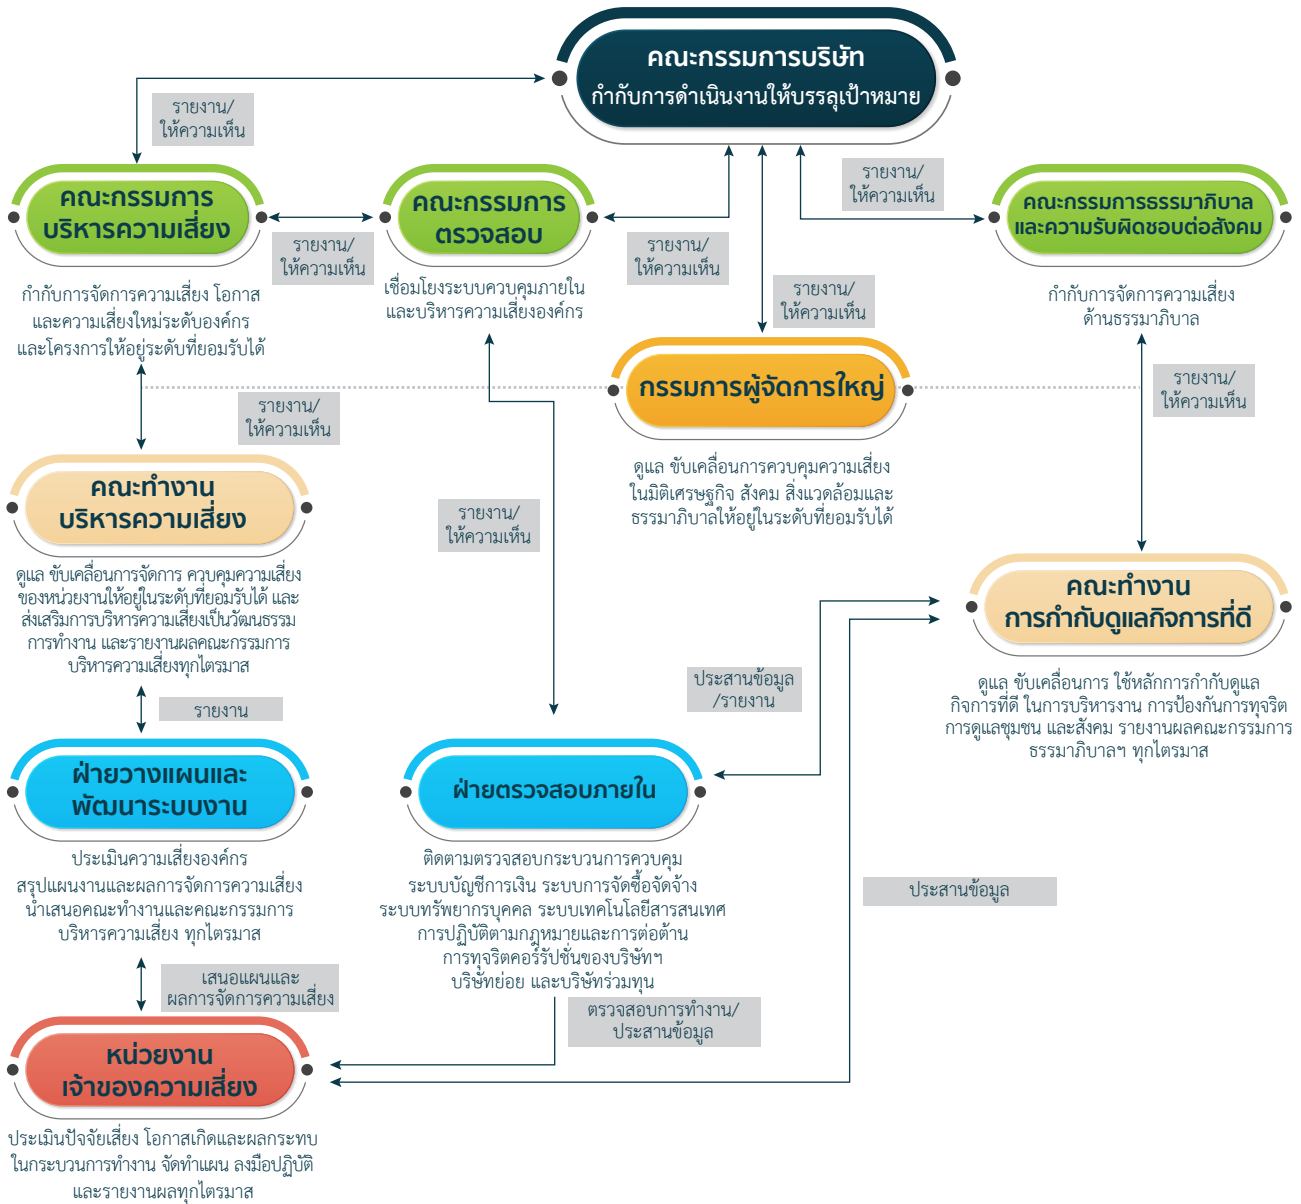 คณะกรรมการบริษัท
กำกับการดำเนินงานให้บรรลุเป้าหมาย
รายงาน/
ให้ความเห็น
คณะกรรมการ
บริหารความเสี่ยง
กำกับการจัดการความเสี่ยง โอกาส
และความเสี่ยงใหม่ระดับองค์กร
และโครงการให้อยู่ระดับที่ยอมรับได้
รายงาน/
ให้ความเห็น
คณะกรรมการ
ตรวจสอบ
เชื่อมโยงระบบควบคุมภายใน
และบริหารความเสี่ยงองค์กร
รายงาน/
ให้ความเห็น
รายงาน/
ให้ความเห็น
รายงาน/
ให้ความเห็น
คณะกรรมการธรรมาภิบาล
และความรับผิดชอบต่อสังคม
กำกับการจัดการความเสี่ยง
ด้านธรรมาภิบาล
กรรมการผู้จัดการใหญ่
ดูแล ขับเคลื่อนการควบคุมความเสี่ยง
ในมิติเศรษฐกิจ สังคม สิ่งแวดล้อมและ
ธรรมาภิบาลให้อยู่ในระดับที่ยอมรับได้
รายงาน/
ให้ความเห็น
รายงาน/
ให้ความเห็น
รายงาน/
ให้ความเห็น
คณะทำงาน
บริหารความเสี่ยง
ดูแล ขับเคลื่อนการจัดการ ควบคุมความเสี่ยง
ของหน่วยงานให้อยู่ในระดับที่ยอมรับได้ และ
ส่งเสริมการบริหารความเสี่ยงเป็นวัฒนธรรม
การทำงาน และรายงานผลคณะกรรมการ
บริหารความเสี่ยงทุกไตรมาส
คณะทำงาน
การกำกับดูแลกิจการที่ดี
ดูแล ขับเคลื่อนการ ใช้หลักการกำกับดูแล
กิจการที่ดี ในการบริหารงาน การป้องกันการทุจริต
การดูแลชุมชน และสังคม รายงานผลคณะกรรมการ
ธรรมาภิบาลฯ ทุกไตรมาส
ประสานข้อมูล
/รายงาน
รายงาน
ฝ่ายวางแผนและ
พัฒนาระบบงาน
ประเมินความเสี่ยงองค์กร
สรุปแผนงานและผลการจัดการความเสี่ยง
นำเสนอคณะทำงานและคณะกรรมการ
บริหารความเสี่ยง ทุกไตรมาส
ฝ่ายตรวจสอบภายใน
ติดตามตรวจสอบกระบวนการควบคุม
ระบบบัญชีการเงิน ระบบการจัดซื้อจัดจ้าง
ระบบทรัพยากรบุคคล ระบบเทคโนโลยีสารสนเทศ
การปฏิบัติตามกฎหมายและการต่อต้าน
การทุจริตคอร์รัปชั่นของบริษัทฯ
บริษัทย่อย และบริษัทร่วมทุน
ประสานข้อมูล
เสนอแผนและ
ผลการจัดการความเสี่ยง
ตรวจสอบการทำงาน/
ประสานข้อมูล
หน่วยงาน
เจ้าของความเสี่ยง
ประเมินปัจจัยเสี่ยง โอกาสเกิดและผลกระทบ
ในกระบวนการทำงาน จัดทำแผน ลงมือปฏิบัติ
และรายงานผลทุกไตรมาส